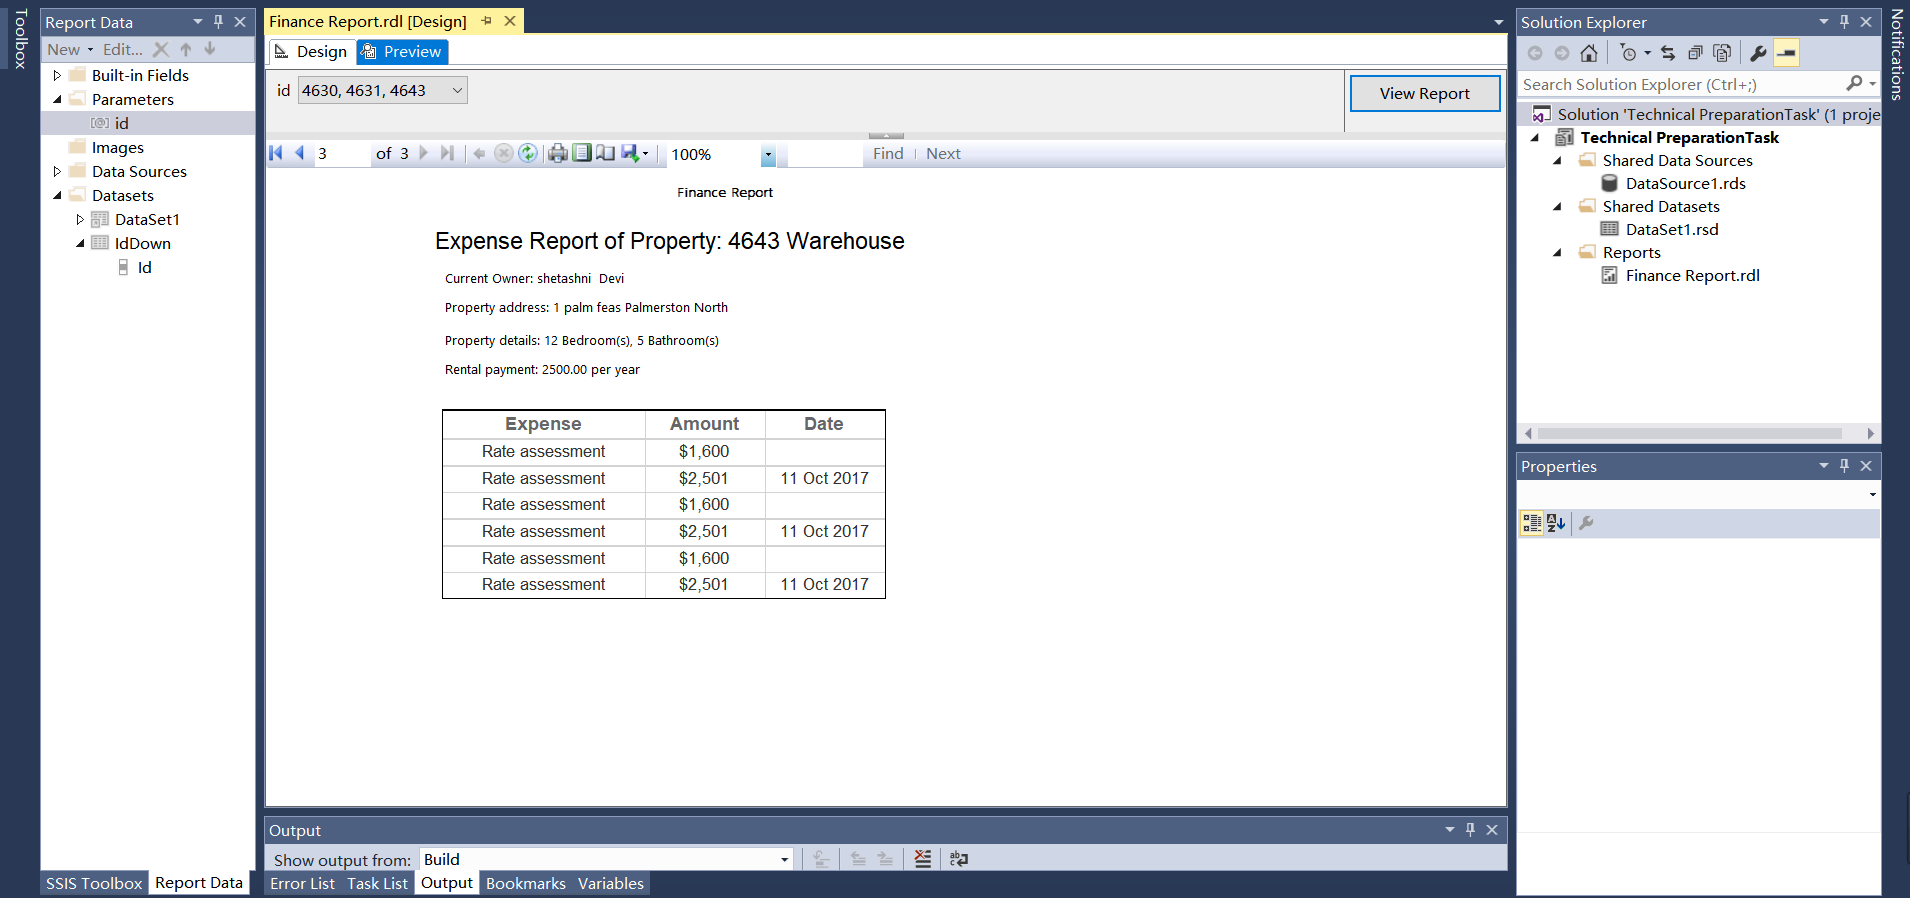 Toolbox
Report Data
New Edit...
Built-in Fields
Parameters
[@] id
Images
Data Sources
Datasets
DataSet1
IdDown
Id
SSIS Toolbox Report Data
Finance Report.rdl [Design]
Design Preview
id 4630, 4631, 4643
View Report
3 of 3 100% Find Next
Finance Report
Expense Report of Property: 4643 Warehouse
Current Owner: shetashni  Devi
Property address: 1 palm feas Palmerston North
Property details: 12 Bedroom(s), 5 Bathroom(s)
Rental payment: 2500.00 per year
Expense Amount Date
Rate assessment $1,600
Rate assessment $2,501 11 Oct 2017
Rate assessment $1,600
Rate assessment $2,501 11 Oct 2017
Rate assessment $1,600
Rate assessment $2,501 11 Oct 2017
Output
Show output from: Build
Error List Task List Output Bookmarks Variables
Solution Explorer
Search Solution Explorer (Ctrl+;)
Solution 'Technical PreparationTask' (1 proje
Technical PreparationTask
Shared Data Sources
DataSource1.rds
Shared Datasets
DataSet1.rsd
Reports
Finance Report.rdl
Properties
Notifications